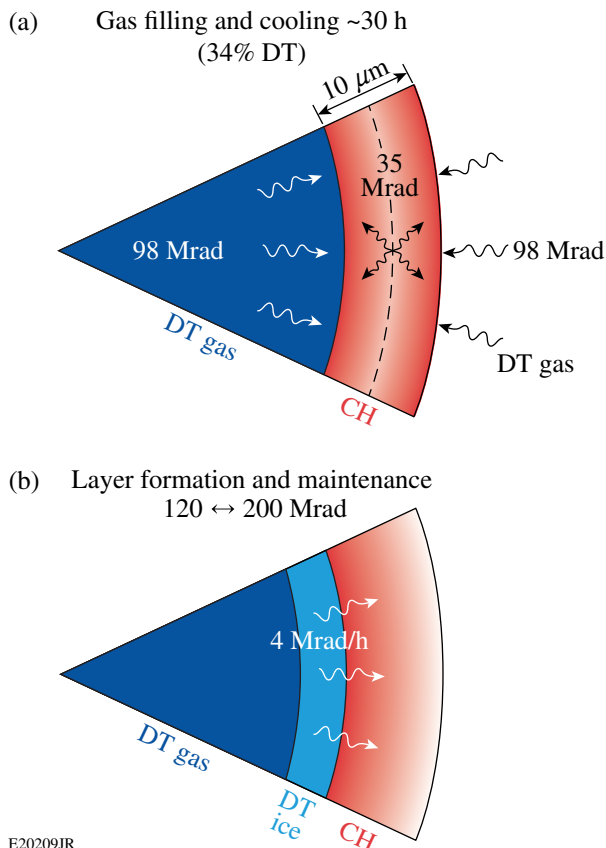 (a) Gas filling and cooling ~30 h
(34% DT)
10 μm
35
Mrad
98 Mrad
98 Mrad
DT gas
DT gas
CH
(b) Layer formation and maintenance
120 ↔ 200 Mrad
4 Mrad/h
DT gas
DT
ice
CH
E20209JR